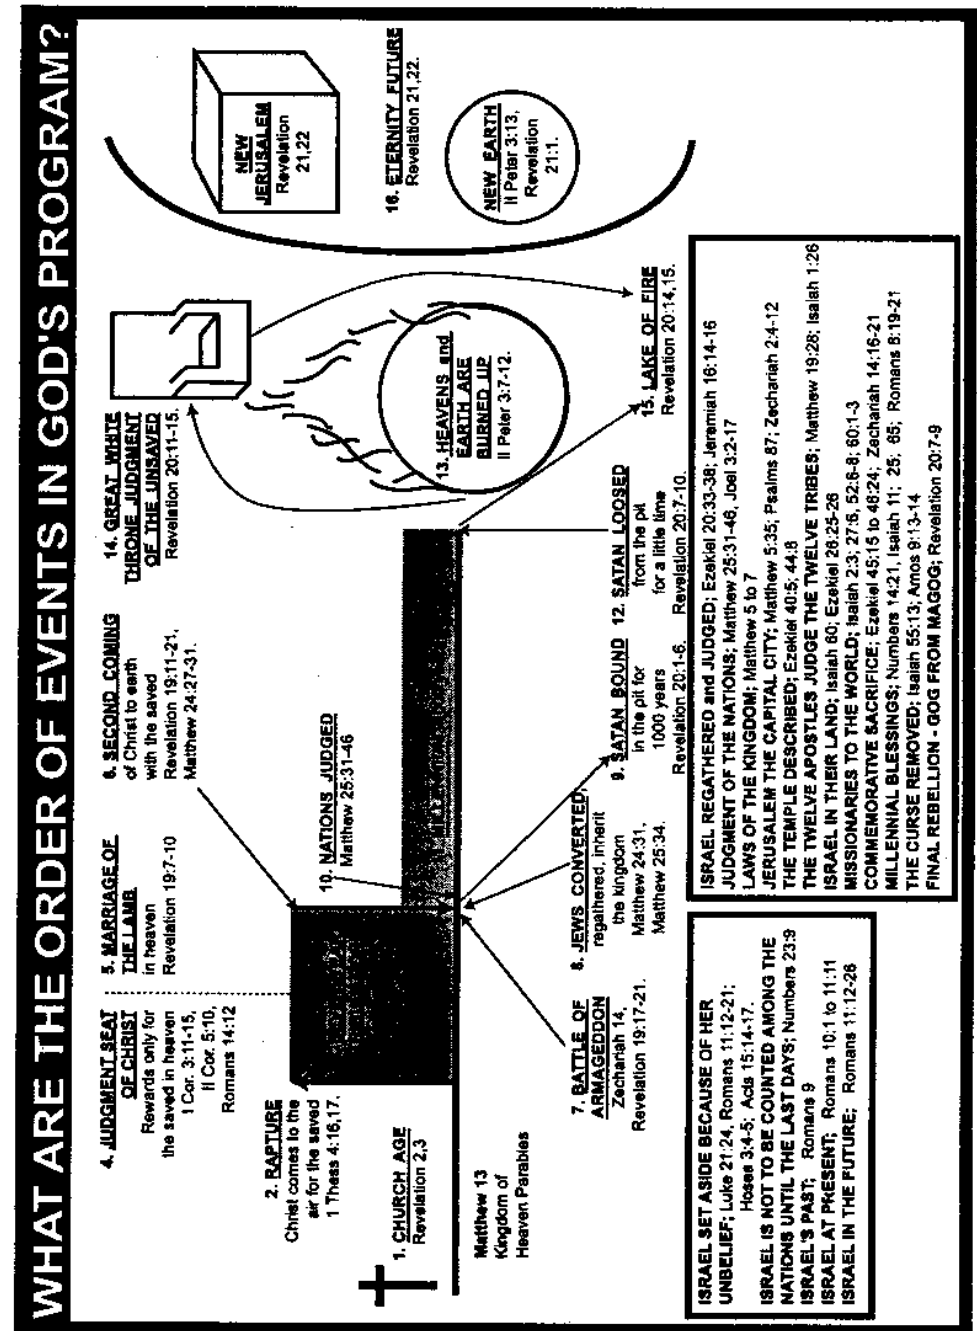 WHAT ARE THE ORDER OF EVENTS IN GOD'S PROGRAM?
4. JUDGMENT SEAT
OF CHRIST
Rewards only for
the saved in heaven
I Cor. 3:11-15,
II Cor. 5:10,
Romans 14:12
5. MARRIAGE OF
THE LAMB
in heaven
Revelation 19:7-10
6. SECOND COMING
of Christ to earth
with the saved
Revelation 19:11-21,
Matthew 24:27-31.
14. GREAT WHITE
THRONE JUDGMENT
OF THE UNSAVED
Revelation 20:11-15.
NEW
JERUSALEM
Revelation
21,22
2. RAPTURE
Christ comes to the
air for the saved
1 Thess 4:16,17.
10. NATIONS JUDGED
Matthew 25:31-46
13. HEAVENS and
EARTH ARE
BURNED UP
II Peter 3:7-12.
16. ETERNITY FUTURE
Revelation 21,22.
1. CHURCH AGE
Revelation 2,3
NEW EARTH
II Peter 3:13,
Revelation
21:1.
Matthew 13
Kingdom of
Heaven Parables
7. BATTLE OF
ARMAGEDDON
Zechariah 14,
Revelation 19:17-21.
8. JEWS CONVERTED,
regathered, inherit
the kingdom
Matthew 24:31,
Matthew 25:34.
9. SATAN BOUND
in the pit for
1000 years
Revelation 20:1-6.
12. SATAN LOOSED
from the pit
for a little time
Revelation 20:7-10.
15. LAKE OF FIRE
Revelation 20:14,15.
ISRAEL SET ASIDE BECAUSE OF HER
UNBELIEF; Luke 21:24, Romans 11:12-21;
Hosea 3:4-5; Acts 15:14-17.
ISRAEL IS NOT TO BE COUNTED AMONG THE
NATIONS UNTIL THE LAST DAYS; Numbers 23:9
ISRAEL'S PAST; Romans 9
ISRAEL AT PRESENT; Romans 10:1 to 11:11
ISRAEL IN THE FUTURE; Romans 11:12-26
ISRAEL REGATHERED and JUDGED; Ezekiel 20:33-38; Jeremiah 16:14-16
JUDGMENT OF THE NATIONS; Matthew 25:31-46, Joel 3:2-17
LAWS OF THE KINGDOM; Matthew 5 to 7
JERUSALEM THE CAPITAL CITY; Matthew 5:35; Psalms 87; Zechariah 2:4-12
THE TEMPLE DESCRIBED; Ezekiel 40:5; 44:8
THE TWELVE APOSTLES JUDGE THE TWELVE TRIBES; Matthew 19:28; Isaiah 1:26
ISRAEL IN THEIR LAND; Isaiah 60; Ezekiel 28:25-26
MISSIONARIES TO THE WORLD; Isaiah 2:3; 27:6, 52:6-8; 60:1-3
COMMEMORATIVE SACRIFICE; Ezekiel 45:15 to 46:24; Zechariah 14:16-21
MILLENNIAL BLESSINGS; Numbers 14:21, Isaiah 11; 25; 65; Romans 8:19-21
THE CURSE REMOVED; Isaiah 55:13; Amos 9:13-14
FINAL REBELLION - GOG FROM MAGOG; Revelation 20:7-9